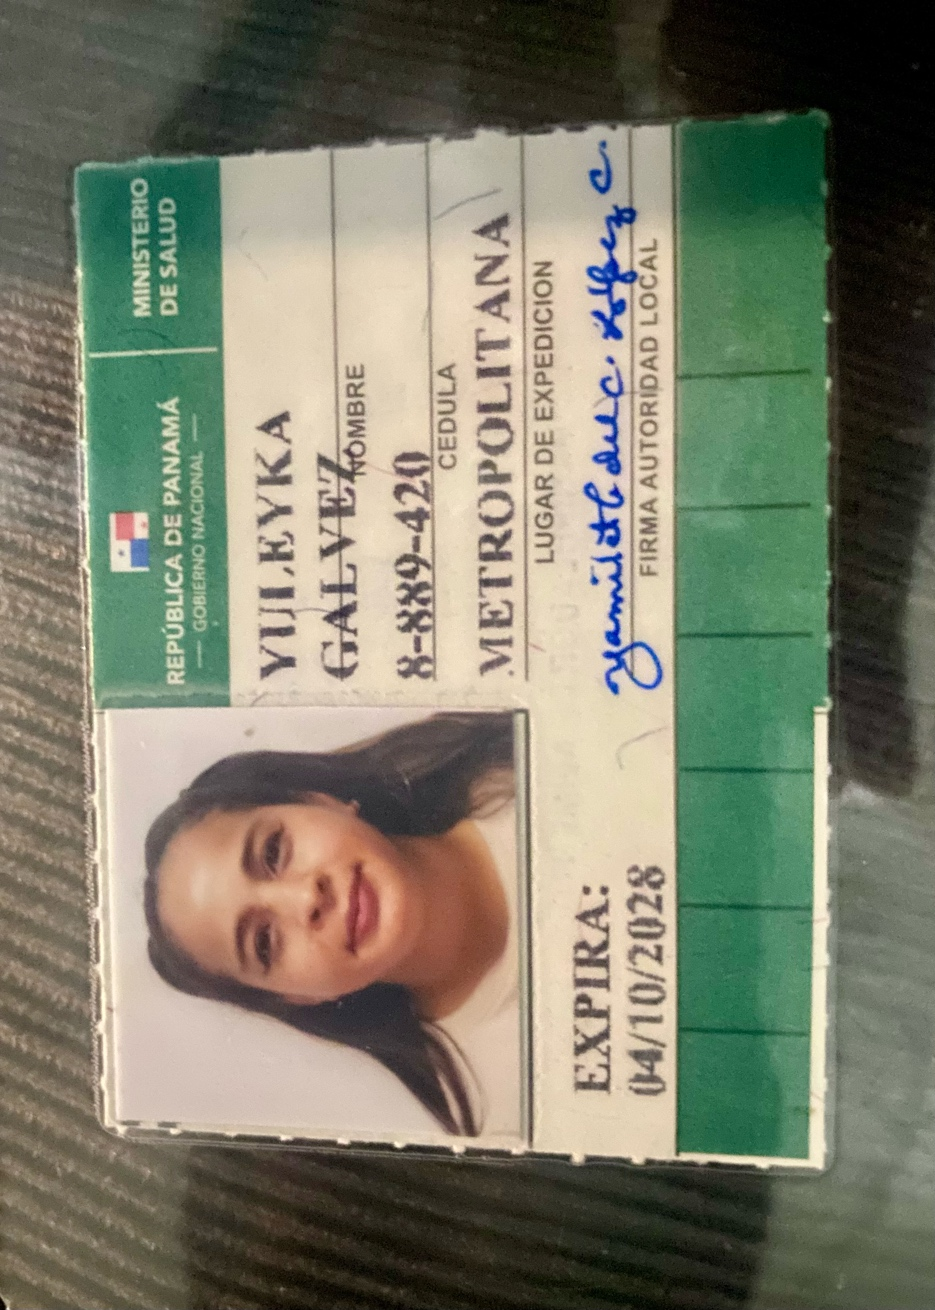 REPÚBLICA DE PANAMÁ
— GOBIERNO NACIONAL —
MINISTERIO
DE SALUD
YULEYKA
GALVEZ
NOMBRE
8-889-420
CEDULA
METROPOLITANA
LUGAR DE EXPEDICION
FIRMA AUTORIDAD LOCAL
EXPIRA:
04/10/2028